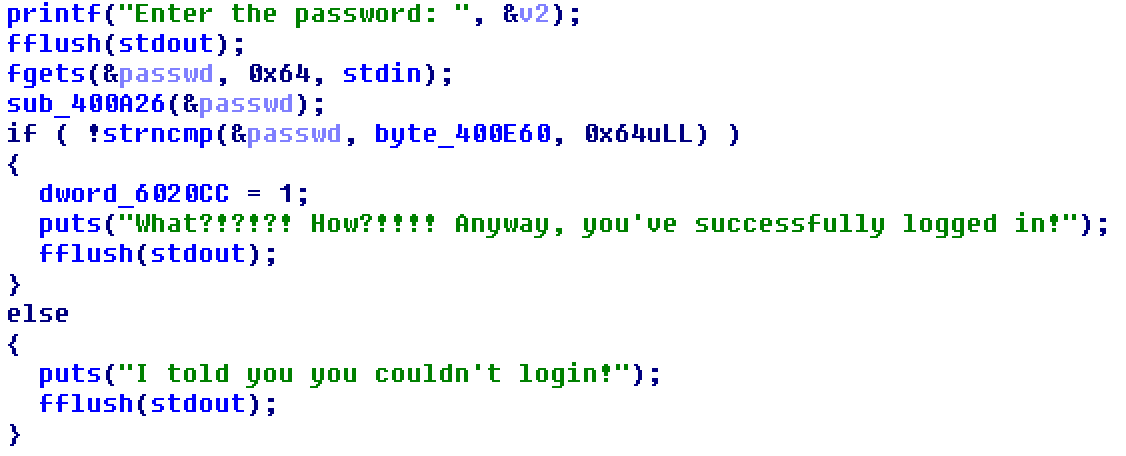 printf("Enter the password: ", &v2);
fflush(stdout);
fgets(&passwd, 0x64, stdin);
sub_400A26(&passwd);
if ( !strncmp(&passwd, byte_400E60, 0x64uLL) )
{
  dword_6020CC = 1;
  puts("What?!?!?! How?!!!! Anyway, you've successfully logged in!");
  fflush(stdout);
}
else
{
  puts("I told you you couldn't login!");
  fflush(stdout);
}